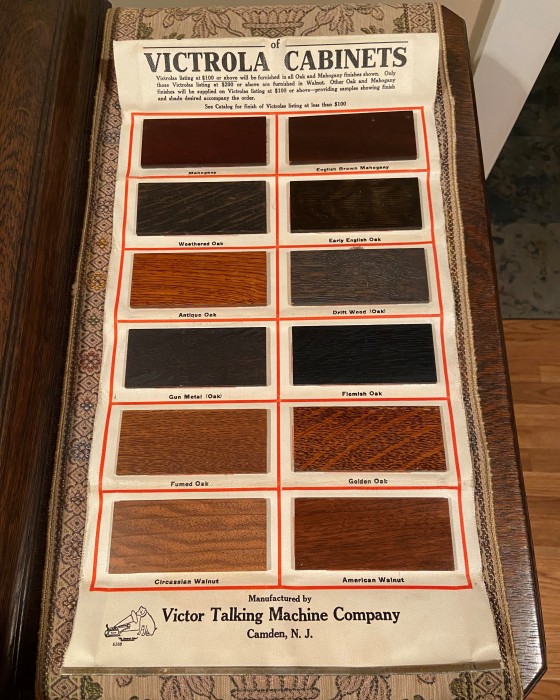 of
VICTROLA CABINETS
Victrolas listing at $100 or above will be furnished in all Oak and Mahogany finishes shown. Only
those Victrolas listing at $200 or above are furnished in Walnut. Other Oak and Mahogany
finishes will be supplied on Victrolas listing at $100 or above—providing samples showing finish
and shade desired accompany the order.
See Catalog for finish of Victrolas listing at less than $100
Mahogany
English Brown Mahogany
Weathered Oak
Early English Oak
Antique Oak
Drift Wood (Oak)
Gun Metal (Oak)
Flemish Oak
Fumed Oak
Golden Oak
Circassian Walnut
American Walnut
Manufactured by
Victor Talking Machine Company
Camden, N. J.